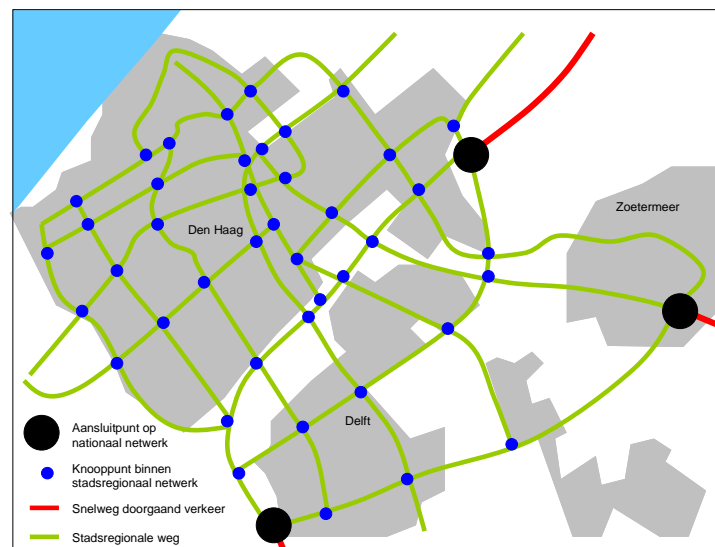 Zoetermeer
Den Haag
Delft
Aansluitpunt op
nationaal netwerk
Knooppunt binnen
stadsregionaal netwerk
Snelweg doorgaand verkeer
Stadsregionale weg